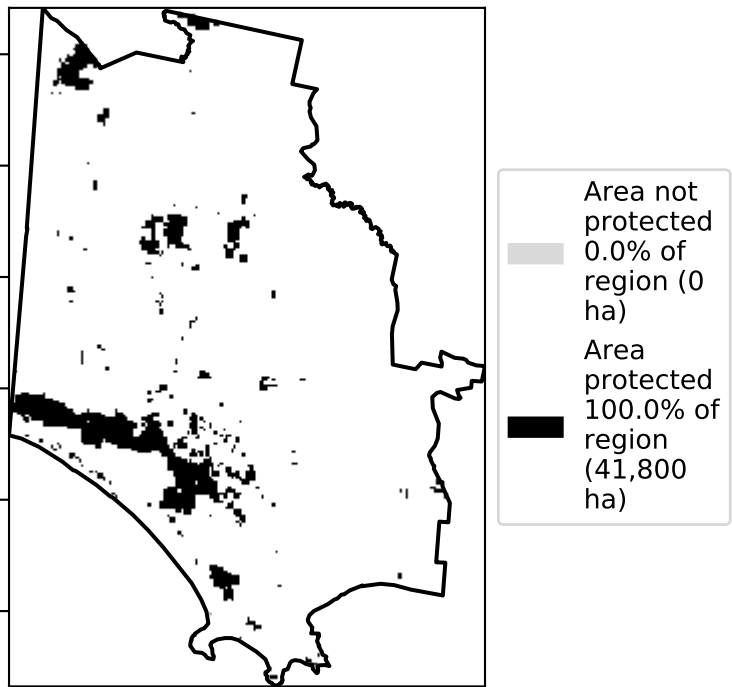 Area not
protected
0.0% of
region (0
ha)
Area
protected
100.0% of
region
(41,800
ha)